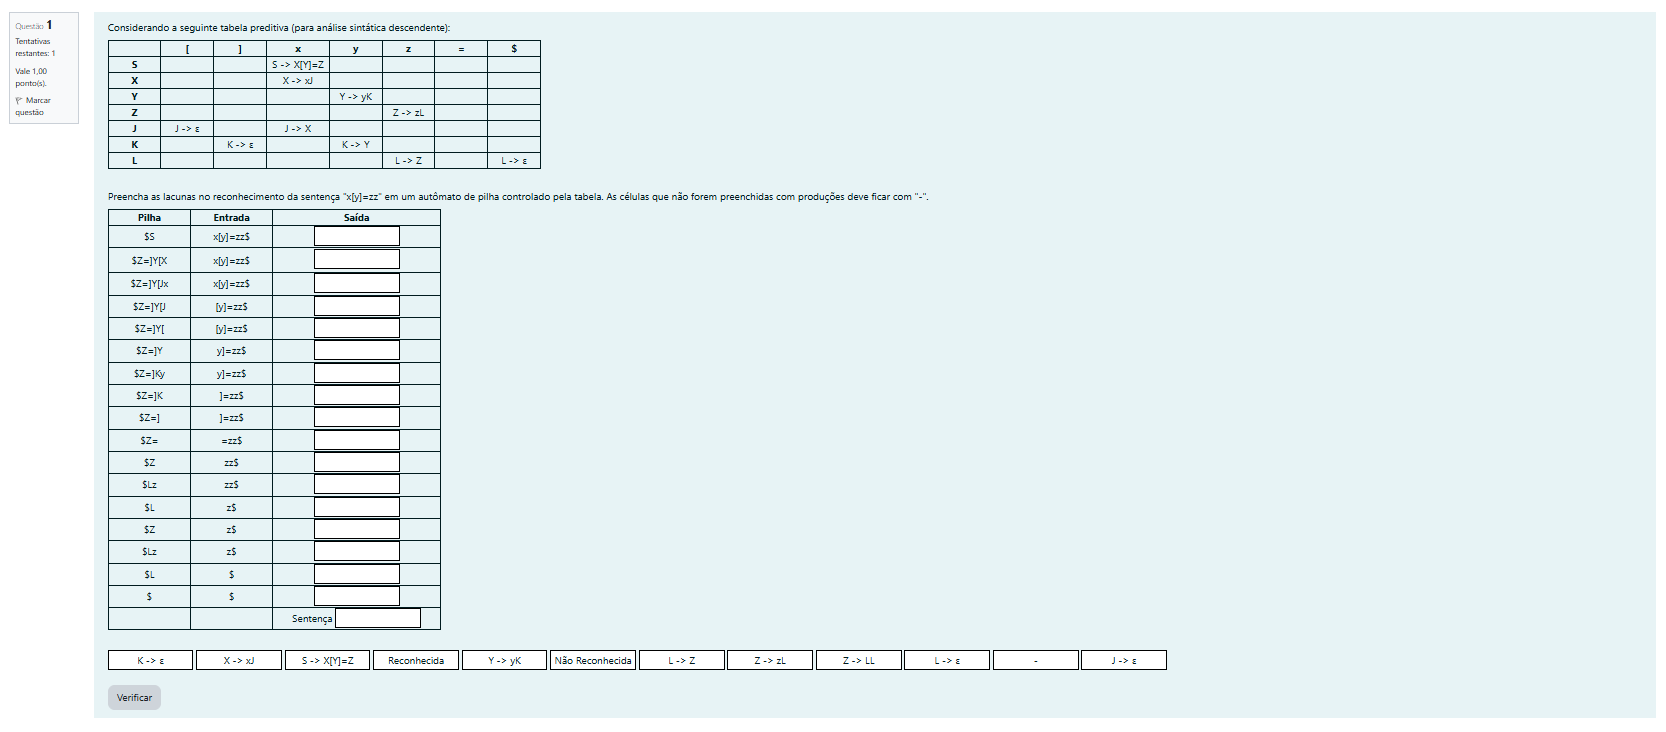 Questão 1
Tentativas
restantes: 1
Vale 1,00
ponto(s).
Marcar
questão
Considerando a seguinte tabela preditiva (para análise sintática descendente):
[ ] x y z = $
S S -> X[Y]=Z
X X -> xJ
Y Y -> yK
Z Z -> zL
J J -> ε J -> X
K K -> ε K -> Y
L L -> Z L -> ε
Preencha as lacunas no reconhecimento da sentença "x[y]=zz" em um autômato de pilha controlado pela tabela. As células que não forem preenchidas com produções deve ficar com "-".
Pilha Entrada Saída
$S x[y]=zz$
$Z=]Y[X x[y]=zz$
$Z=]Y[Jx x[y]=zz$
$Z=]Y[J [y]=zz$
$Z=]Y[ [y]=zz$
$Z=]Y y]=zz$
$Z=]Ky y]=zz$
$Z=]K ]=zz$
$Z=] ]=zz$
$Z= =zz$
$Z zz$
$Lz zz$
$L z$
$Z z$
$Lz z$
$L $
$ $
Sentença
K -> ε X -> xJ S -> X[Y]=Z Reconhecida Y -> yK Não Reconhecida L -> Z Z -> zL Z -> LL L -> ε - J -> ε
Verificar